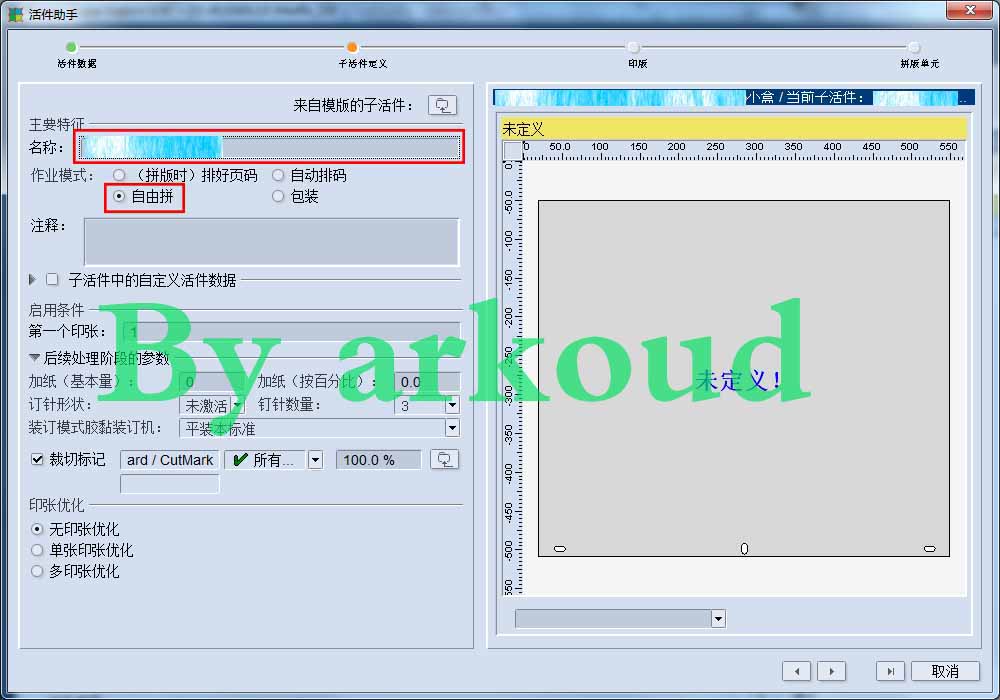 活件助手
活件数据
子活件定义
印版
拼版单元
来自模版的子活件：
主要特征
名称：
作业模式：
（拼版时）排好页码
自动排码
自由拼
包装
注释：
子活件中的自定义活件数据
启用条件
第一个印张：
1
后续处理阶段的参数
加纸（基本量）：
0
加纸（按百分比）：
0.0
订针形状：
未激活
钉针数量：
3
装订模式胶黏装订机：
平装本标准
裁切标记
ard / CutMark
所有...
100.0 %
印张优化
无印张优化
单张印张优化
多印张优化
小盒 / 当前子活件：
..
未定义
0 50.0 100 150 200 250 300 350 400 450 500 550
0
-50.0
-100
-150
-200
-250
-300
-350
-400
-450
-500
-55
未定义！
取消
By arkoud